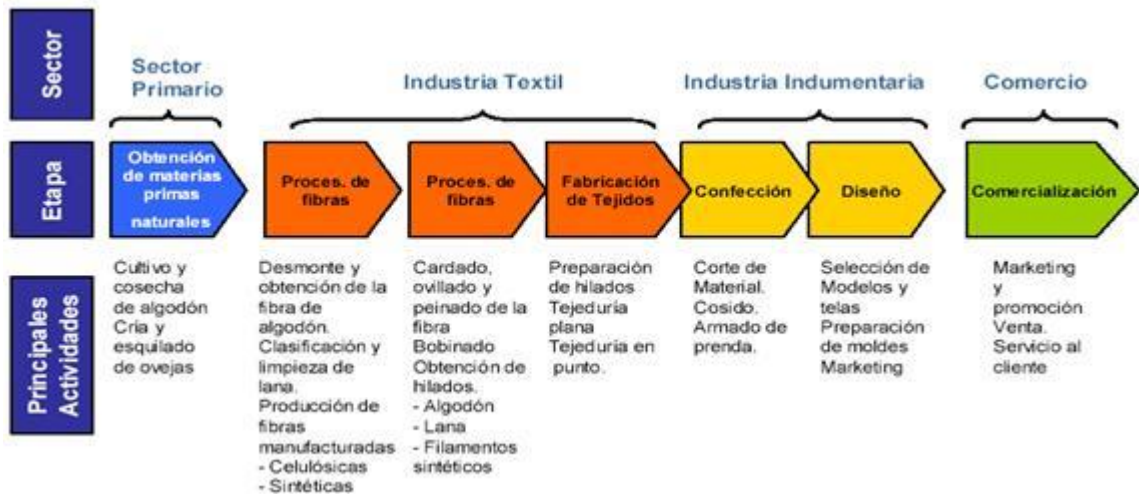 Sector
Sector
Primario
Industria Textil
Industria Indumentaria
Comercio
Etapa
Obtención
de materias
primas
naturales
Proces. de
fibras
Proces. de
fibras
Fabricación
de Tejidos
Confección
Diseño
Comercialización
Principales
Actividades
Cultivo y
cosecha
de algodón
Cría y
esquilado
de ovejas
Desmonte y
obtención de la
fibra de
algodón.
Clasificación y
limpieza de
lana.
Producción de
fibras
manufacturadas
- Celulósicas
- Sintéticas
Cardado,
ovillado y
peinado de la
fibra
Bobinado
Obtención de
hilados.
- Algodón
- Lana
- Filamentos
sintéticos
Preparación
de hilados
Tejeduría
plana
Tejeduría en
punto.
Corte de
Material.
Cosido.
Armado de
prenda.
Selección de
Modelos y
telas
Preparación
de moldes
Marketing
Marketing
y
promoción
Venta.
Servicio al
cliente